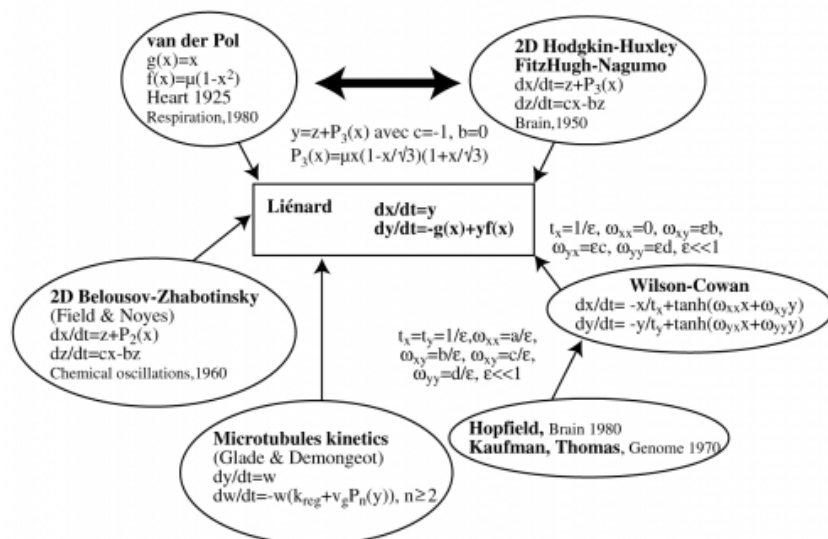 van der Pol
g(x)=x
f(x)=μ(1-x²)
Heart 1925
Respiration,1980
2D Hodgkin-Huxley
FitzHugh-Nagumo
dx/dt=z+P₃(x)
dz/dt=cx-bz
Brain,1950
y=z+P₃(x) avec c=-1, b=0
P₃(x)=μx(1-x/√3)(1+x/√3)
Liénard
dx/dt=y
dy/dt=-g(x)+yf(x)
tₓ=1/ε, ωₓₓ=0, ωₓᵧ=εb,
ωᵧₓ=εc, ωᵧᵧ=εd, ε<<1
2D Belousov-Zhabotinsky
(Field & Noyes)
dx/dt=z+P₂(x)
dz/dt=cx-bz
Chemical oscillations,1960
Wilson-Cowan
dx/dt= -x/tₓ+tanh(ωₓₓx+ωₓᵧy)
dy/dt= -y/tᵧ+tanh(ωᵧₓx+ωᵧᵧy)
tₓ=tᵧ=1/ε,ωₓₓ=a/ε,
ωₓᵧ=b/ε, ωₓᵧ=c/ε,
ωᵧᵧ=d/ε, ε<<1
Microtubules kinetics
(Glade & Demongeot)
dy/dt=w
dw/dt=-w(k_reg+v_gPₙ(y)), n≥2
Hopfield, Brain 1980
Kaufman, Thomas, Genome 1970